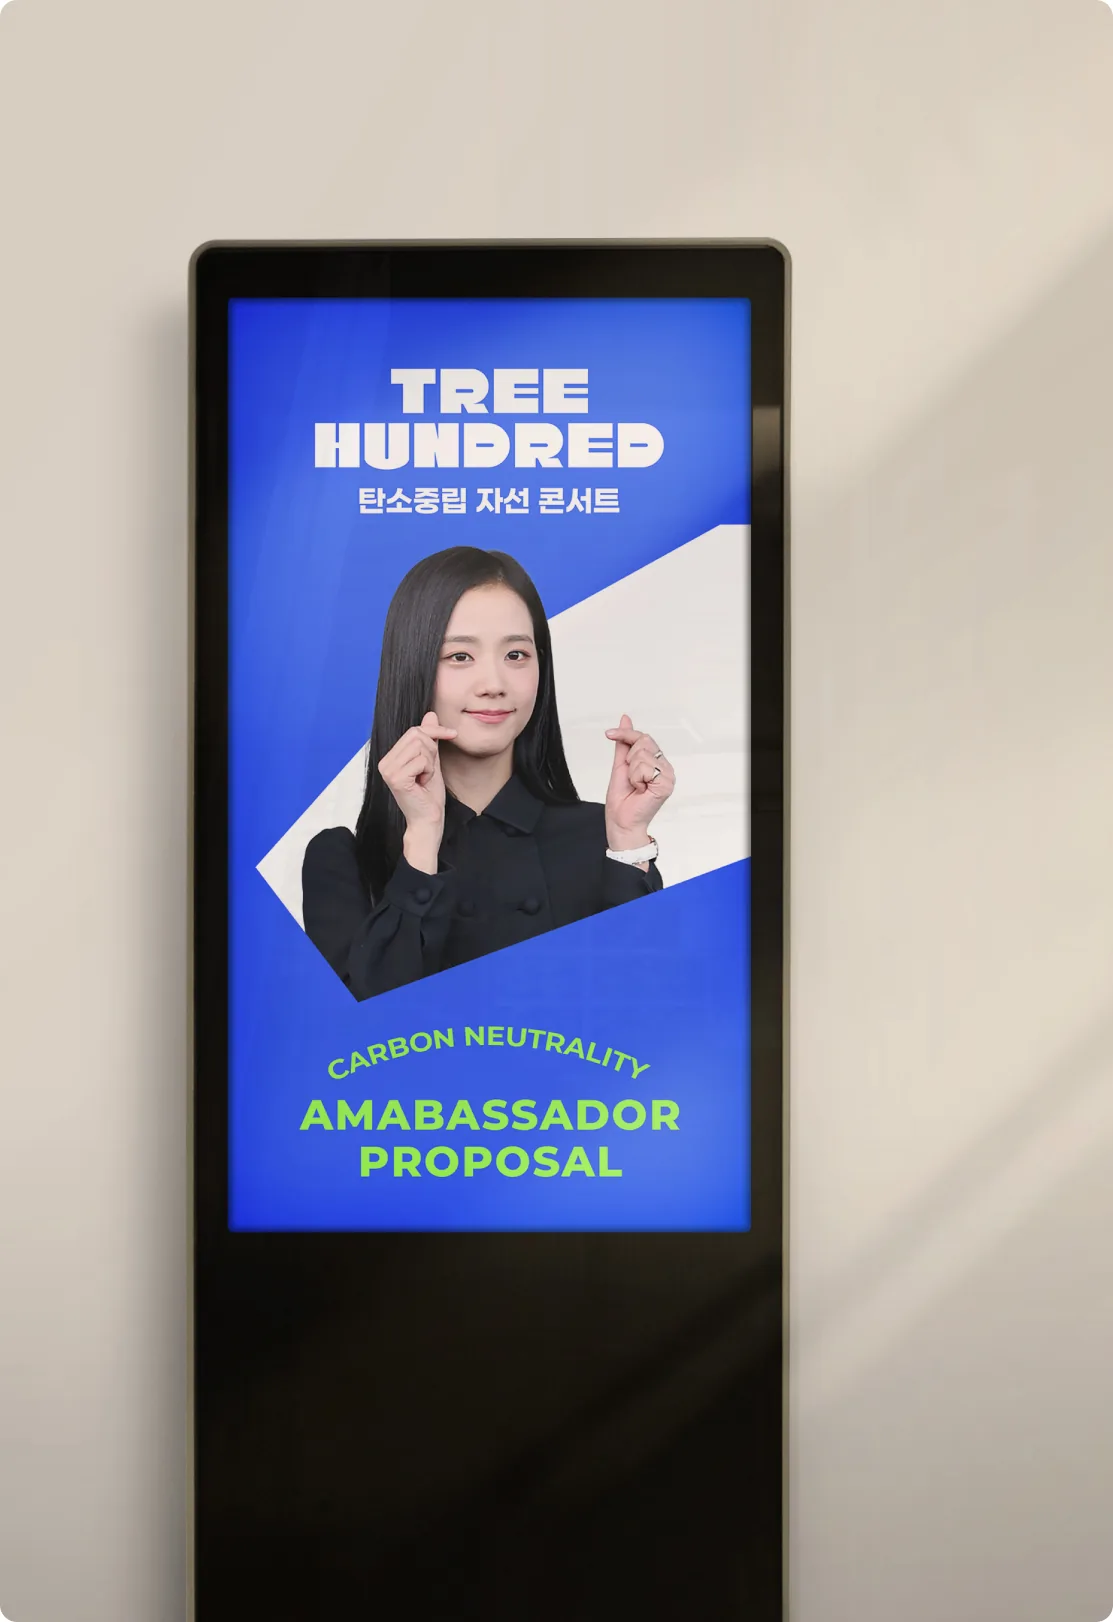 TREE
HUNDRED
탄소중립 자선 콘서트
CARBON NEUTRALITY
AMABASSADOR
PROPOSAL